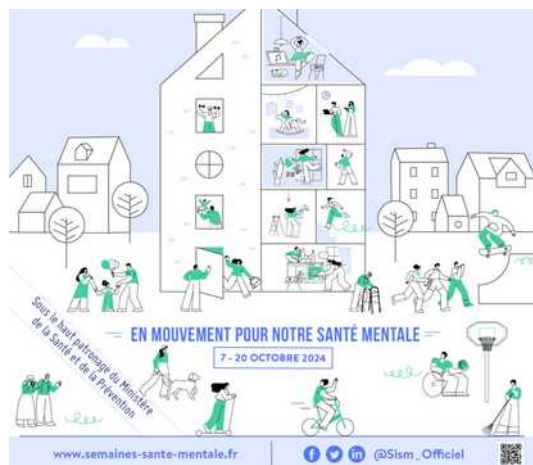 Sous le haut patronage du Ministère
de la Santé et de la Prévention
EN MOUVEMENT POUR NOTRE SANTÉ MENTALE
7 - 20 OCTOBRE 2024
www.semaines-sante-mentale.fr
@Sism_Officiel